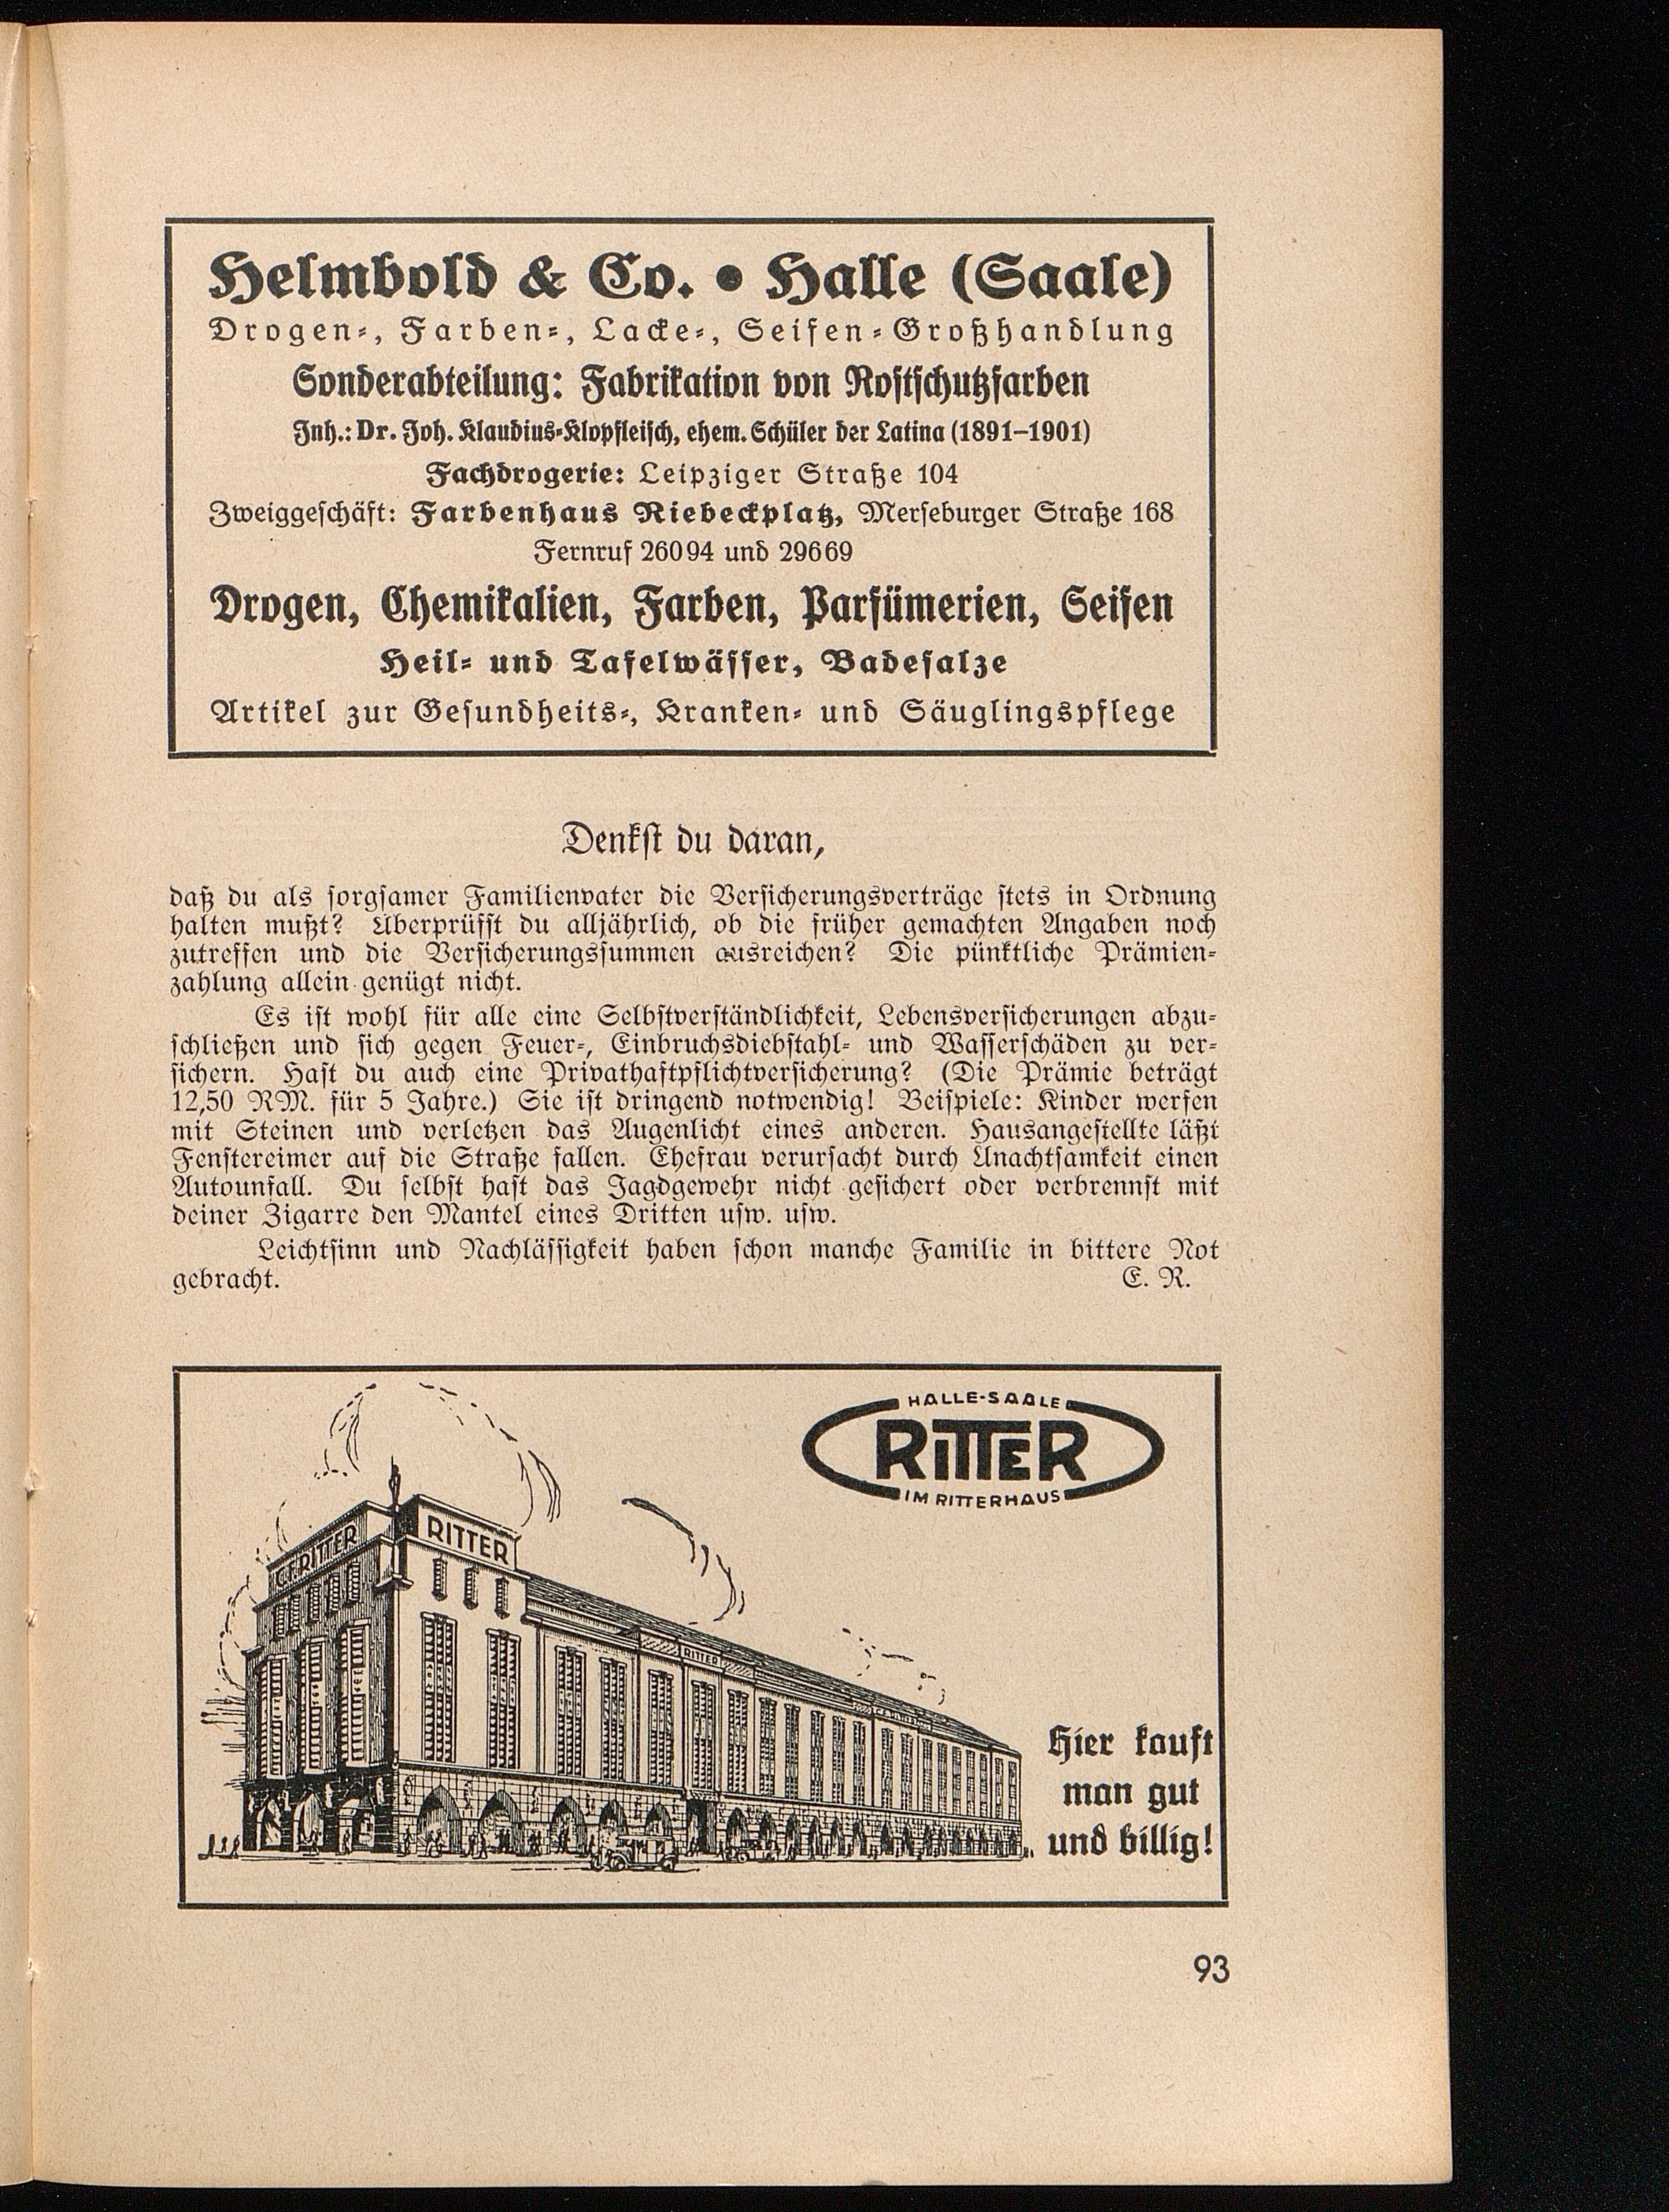 Helmbold & Co. • Halle (Saale)
Drogen-, Farben-, Lacke-, Seifen-Großhandlung
Sonderabteilung: Fabrikation von Rostschutzfarben
Inh.: Dr. Joh. Klaudius-Klopfleisch, ehem. Schüler der Latina (1891–1901)
Fachdrogerie: Leipziger Straße 104
Zweiggeschäft: Farbenhaus Riebeckplatz, Merseburger Straße 168
Fernruf 26094 und 29669
Drogen, Chemikalien, Farben, Parfümerien, Seifen
Heil- und Tafelwässer, Badesalze
Artikel zur Gesundheits-, Kranken- und Säuglingspflege
Denkst du daran,
daß du als sorgsamer Familienvater die Versicherungsverträge stets in Ordnung
halten mußt? Überprüfst du alljährlich, ob die früher gemachten Angaben noch
zutreffen und die Versicherungssummen ausreichen? Die pünktliche Prämien-
zahlung allein genügt nicht.
Es ist wohl für alle eine Selbstverständlichkeit, Lebensversicherungen abzu-
schließen und sich gegen Feuer-, Einbruchsdiebstahl- und Wasserschäden zu ver-
sichern. Hast du auch eine Privathaftpflichtversicherung? (Die Prämie beträgt
12,50 RM. für 5 Jahre.) Sie ist dringend notwendig! Beispiele: Kinder werfen
mit Steinen und verletzen das Augenlicht eines anderen. Hausangestellte läßt
Fenstereimer auf die Straße fallen. Ehefrau verursacht durch Unachtsamkeit einen
Autounfall. Du selbst hast das Jagdgewehr nicht gesichert oder verbrennst mit
deiner Zigarre den Mantel eines Dritten usw. usw.
Leichtsinn und Nachlässigkeit haben schon manche Familie in bittere Not
gebracht. E. R.
HALLE-SAALE
RITTER
IM RITTERHAUS
C.F. RITTER
RITTER
RITTER
Hier kauft
man gut
und billig!
93